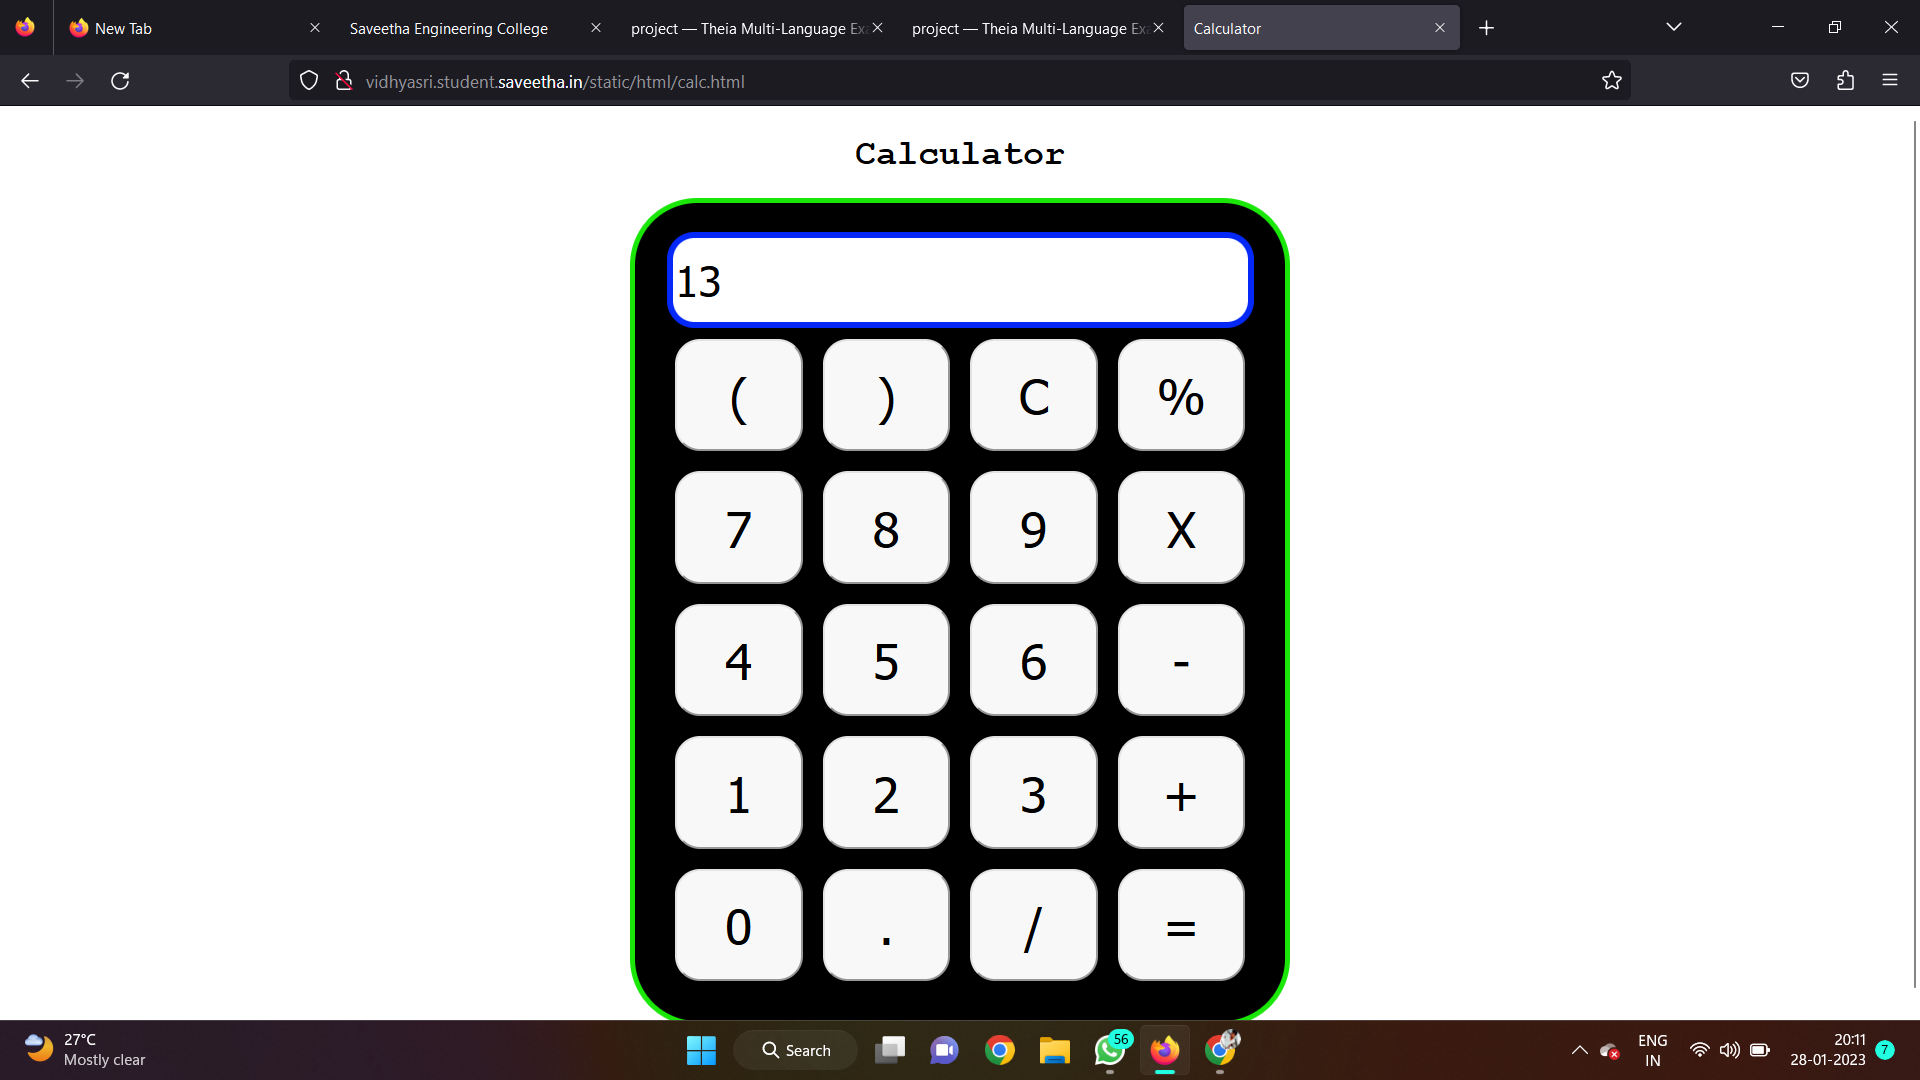 New Tab
Saveetha Engineering College
project — Theia Multi-Language Ex
project — Theia Multi-Language Ex
Calculator
vidhyasri.student.saveetha.in/static/html/calc.html
Calculator
13
( ) C %
7 8 9 X
4 5 6 -
1 2 3 +
0 . / =
27°C
Mostly clear
Search
56
ENG
IN
20:11
28-01-2023
7